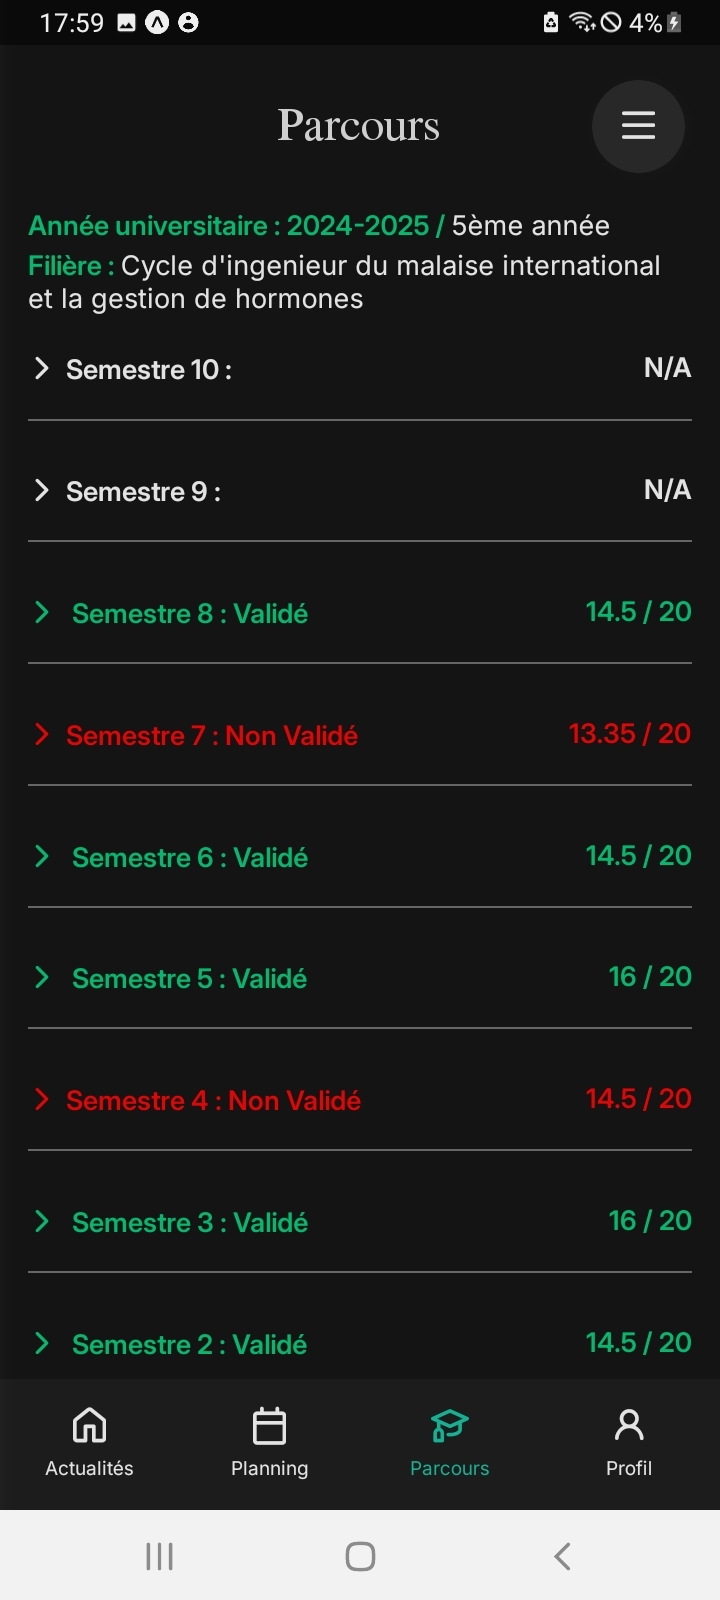 17:59 4%
Parcours
Année universitaire : 2024-2025 / 5ème année
Filière : Cycle d'ingenieur du malaise international
et la gestion de hormones
Semestre 10 : N/A
Semestre 9 : N/A
Semestre 8 : Validé 14.5 / 20
Semestre 7 : Non Validé 13.35 / 20
Semestre 6 : Validé 14.5 / 20
Semestre 5 : Validé 16 / 20
Semestre 4 : Non Validé 14.5 / 20
Semestre 3 : Validé 16 / 20
Semestre 2 : Validé 14.5 / 20
Actualités Planning Parcours Profil